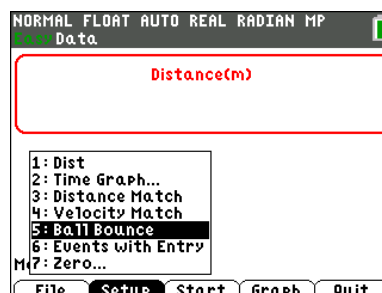 NORMAL FLOAT AUTO REAL RADIAN MP
EasyData
Distance(m)
1: Dist
2: Time Graph...
3: Distance Match
4: Velocity Match
5: Ball Bounce
6: Events with Entry
7: Zero...
File Setup Start Graph Quit